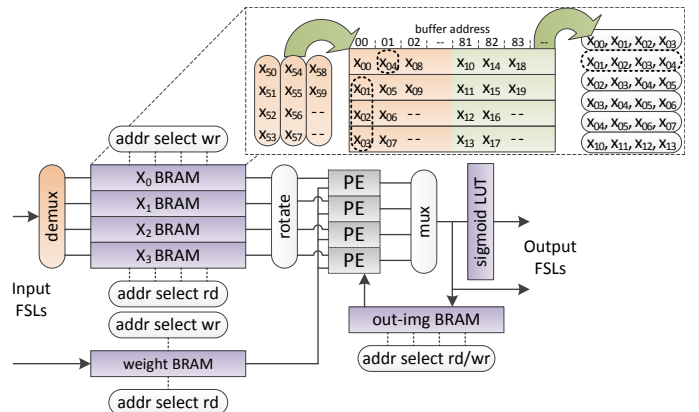 buffer address
00 01 02 -- 81 82 83 --
x00 x04 x08 x10 x14 x18
x01 x05 x09 x11 x15 x19
x02 x06 -- x12 x16 --
x03 x07 -- x13 x17 --
x50 x54 x58
x51 x55 x59
x52 x56 --
x53 x57 --
x00, x01, x02, x03
x01, x02, x03, x04
x02, x03, x04, x05
x03, x04, x05, x06
x04, x05, x06, x07
x10, x11, x12, x13
addr select wr
demux
X0 BRAM
X1 BRAM
X2 BRAM
X3 BRAM
rotate
PE
PE
PE
PE
mux
sigmoid LUT
Input
FSLs
Output
FSLs
addr select rd
addr select wr
out-img BRAM
addr select rd/wr
weight BRAM
addr select rd